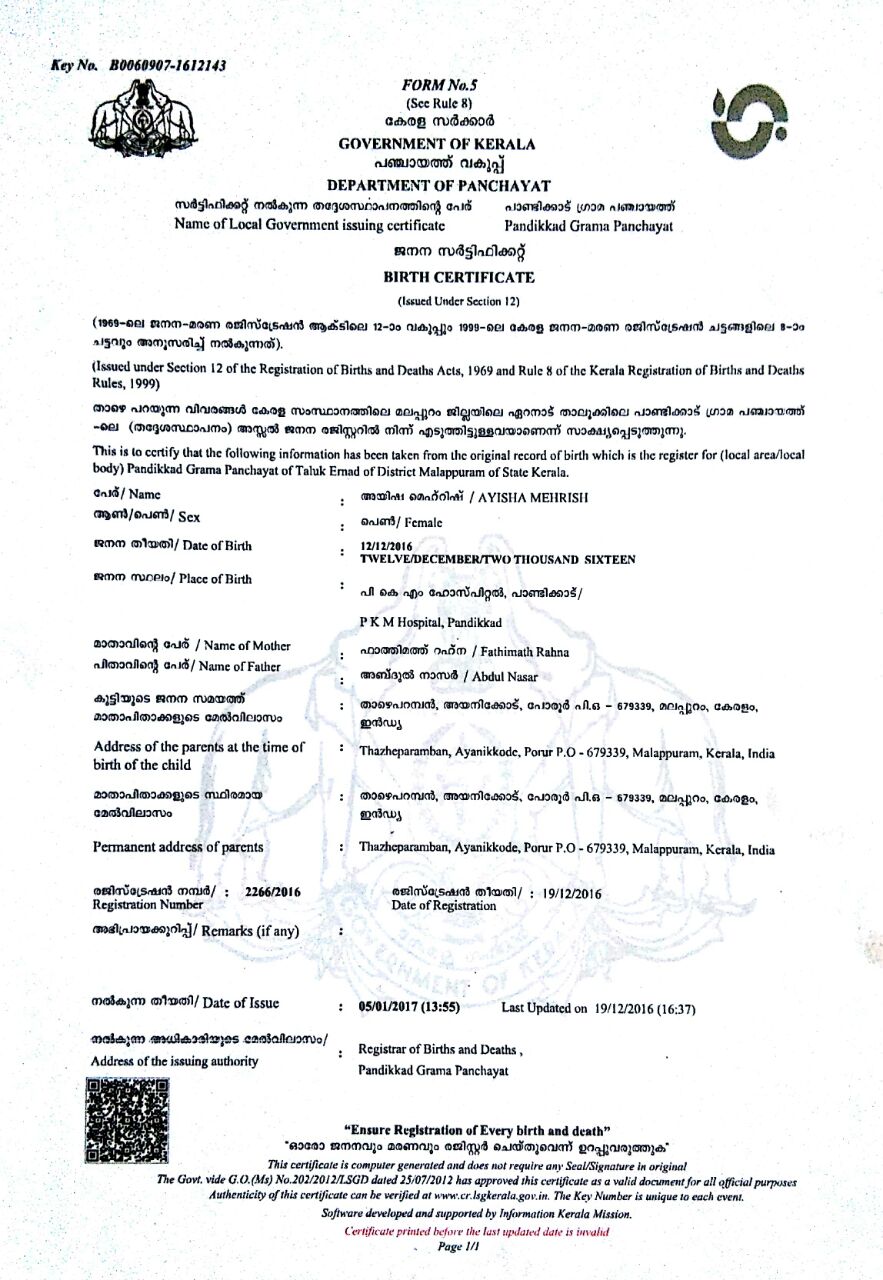 Key No. B0060907-1612143
FORM No.5
(See Rule 8)
കേരള സർക്കാർ
GOVERNMENT OF KERALA
പഞ്ചായത്ത് വകുപ്പ്
DEPARTMENT OF PANCHAYAT
സർട്ടിഫിക്കറ്റ് നൽകുന്ന തദ്ദേശസ്ഥാപനത്തിന്റെ പേര് പാണ്ടിക്കാട് ഗ്രാമ പഞ്ചായത്ത്
Name of Local Government issuing certificate Pandikkad Grama Panchayat
ജനന സർട്ടിഫിക്കറ്റ്
BIRTH CERTIFICATE
(Issued Under Section 12)
(1969-ലെ ജനന-മരണ രജിസ്ട്രേഷൻ ആക്ടിലെ 12-ാം വകുപ്പും 1999-ലെ കേരള ജനന-മരണ രജിസ്ട്രേഷൻ ചട്ടങ്ങളിലെ 8-ാം
ചട്ടവും അനുസരിച്ച് നൽകുന്നത്).
(Issued under Section 12 of the Registration of Births and Deaths Acts, 1969 and Rule 8 of the Kerala Registration of Births and Deaths
Rules, 1999)
താഴെ പറയുന്ന വിവരങ്ങൾ കേരള സംസ്ഥാനത്തിലെ മലപ്പുറം ജില്ലയിലെ ഏറനാട് താലൂക്കിലെ പാണ്ടിക്കാട് ഗ്രാമ പഞ്ചായത്ത്
-ലെ (തദ്ദേശസ്ഥാപനം) അസ്സൽ ജനന രജിസ്റ്ററിൽ നിന്ന് എടുത്തിട്ടുള്ളവയാണെന്ന് സാക്ഷ്യപ്പെടുത്തുന്നു.
This is to certify that the following information has been taken from the original record of birth which is the register for (local area/local
body) Pandikkad Grama Panchayat of Taluk Ernad of District Malappuram of State Kerala.
പേര്/ Name : അയിഷ മെഹ്റിഷ് / AYISHA MEHRISH
ആൺ/പെൺ/ Sex : പെൺ/ Female
ജനന തീയതി/ Date of Birth : 12/12/2016
TWELVE/DECEMBER/TWO THOUSAND SIXTEEN
ജനന സ്ഥലം/ Place of Birth : പി കെ എം ഹോസ്പിറ്റൽ, പാണ്ടിക്കാട്/
P K M Hospital, Pandikkad
മാതാവിന്റെ പേര് / Name of Mother : ഫാത്തിമത്ത് റഹ്ന / Fathimath Rahna
പിതാവിന്റെ പേര്/ Name of Father : അബ്ദുൽ നാസർ / Abdul Nasar
കുട്ടിയുടെ ജനന സമയത്ത്
മാതാപിതാക്കളുടെ മേൽവിലാസം : താഴെപറമ്പൻ, അയനിക്കോട്, പോരൂർ പി.ഒ - 679339, മലപ്പുറം, കേരളം,
ഇൻഡ്യ
Address of the parents at the time of : Thazheparamban, Ayanikkode, Porur P.O - 679339, Malappuram, Kerala, India
birth of the child
മാതാപിതാക്കളുടെ സ്ഥിരമായ : താഴെപറമ്പൻ, അയനിക്കോട്, പോരൂർ പി.ഒ - 679339, മലപ്പുറം, കേരളം,
മേൽവിലാസം ഇൻഡ്യ
Permanent address of parents : Thazheparamban, Ayanikkode, Porur P.O - 679339, Malappuram, Kerala, India
രജിസ്ട്രേഷൻ നമ്പർ/ : 2266/2016 രജിസ്ട്രേഷൻ തീയതി/ : 19/12/2016
Registration Number Date of Registration
അഭിപ്രായക്കുറിപ്പ്/ Remarks (if any) :
GOVERNMENT OF KERALA
നൽകുന്ന തീയതി/ Date of Issue : 05/01/2017 (13:55) Last Updated on 19/12/2016 (16:37)
നൽകുന്ന അധികാരിയുടെ മേൽവിലാസം/ : Registrar of Births and Deaths ,
Address of the issuing authority Pandikkad Grama Panchayat
“Ensure Registration of Every birth and death”
"ഓരോ ജനനവും മരണവും രജിസ്റ്റർ ചെയ്തുവെന്ന് ഉറപ്പുവരുത്തുക"
This certificate is computer generated and does not require any Seal/Signature in original
The Govt. vide G.O.(Ms) No.202/2012/LSGD dated 25/07/2012 has approved this certificate as a valid document for all official purposes
Authenticity of this certificate can be verified at www.cr.lsgkerala.gov.in. The Key Number is unique to each event.
Software developed and supported by Information Kerala Mission.
Certificate printed before the last updated date is invalid
Page 1/1